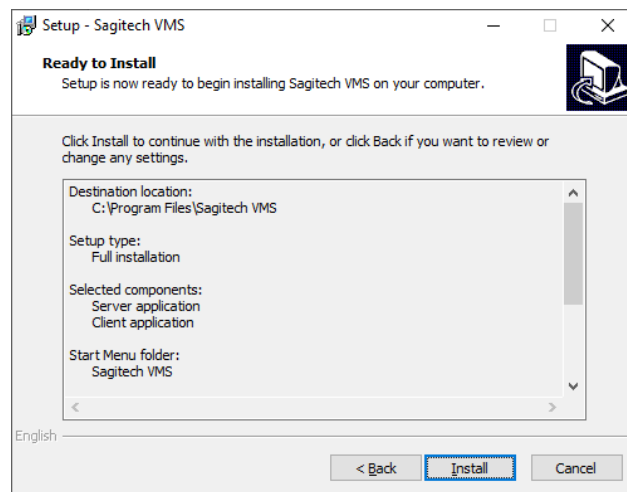 Setup - Sagitech VMS
Ready to Install
Setup is now ready to begin installing Sagitech VMS on your computer.
Click Install to continue with the installation, or click Back if you want to review or
change any settings.
Destination location:
C:\Program Files\Sagitech VMS
Setup type:
Full installation
Selected components:
Server application
Client application
Start Menu folder:
Sagitech VMS
English
< Back
Install
Cancel